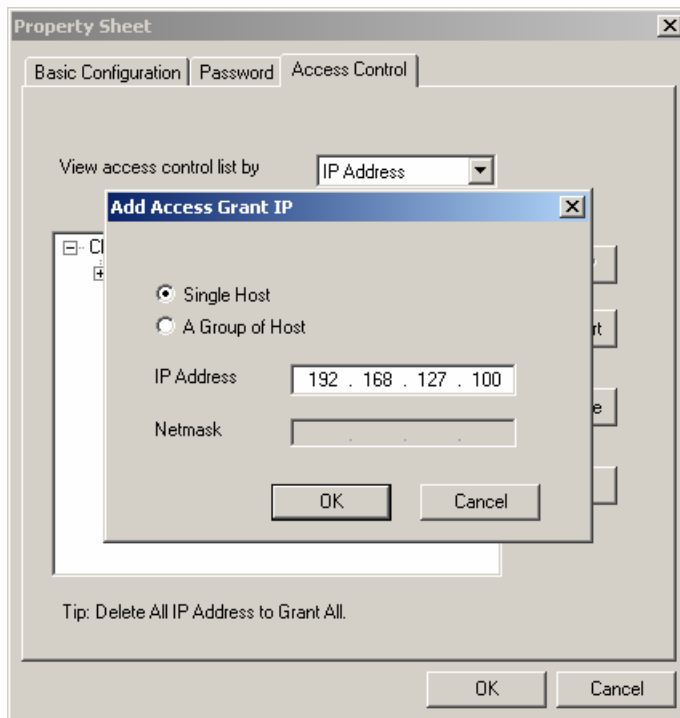 Property Sheet
Basic Configuration
Password
Access Control
View access control list by
IP Address
Add Access Grant IP
Single Host
A Group of Host
IP Address
192 . 168 . 127 . 100
Netmask
. . .
OK
Cancel
Tip: Delete All IP Address to Grant All.
OK
Cancel